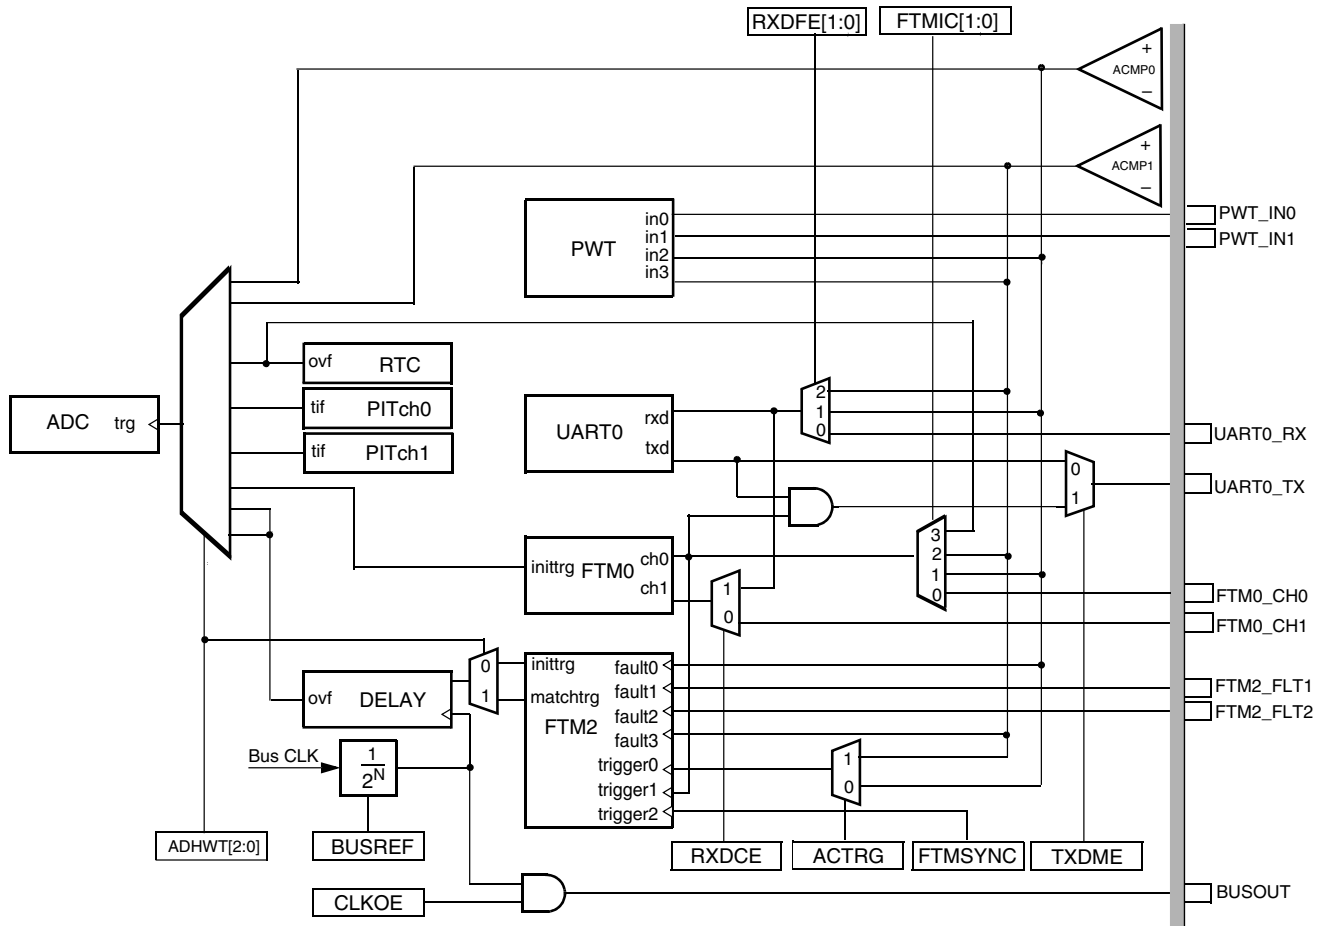 RXDFE[1:0]
FTMIC[1:0]
+
ACMP0
−
+
ACMP1
−
PWT
in0
in1
in2
in3
PWT_IN0
PWT_IN1
ovf RTC
tif PITch0
tif PITch1
ADC trg
UART0
rxd
txd
2
1
0
UART0_RX
0
1
UART0_TX
inittrg FTM0
ch0
ch1
3
2
1
0
1
0
FTM0_CH0
FTM0_CH1
0
1
ovf DELAY
inittrg
matchtrg
FTM2
fault0
fault1
fault2
fault3
trigger0
trigger1
trigger2
FTM2_FLT1
FTM2_FLT2
1
0
Bus CLK
1
2N
ADHWT[2:0]
BUSREF
RXDCE
ACTRG
FTMSYNC
TXDME
CLKOE
BUSOUT